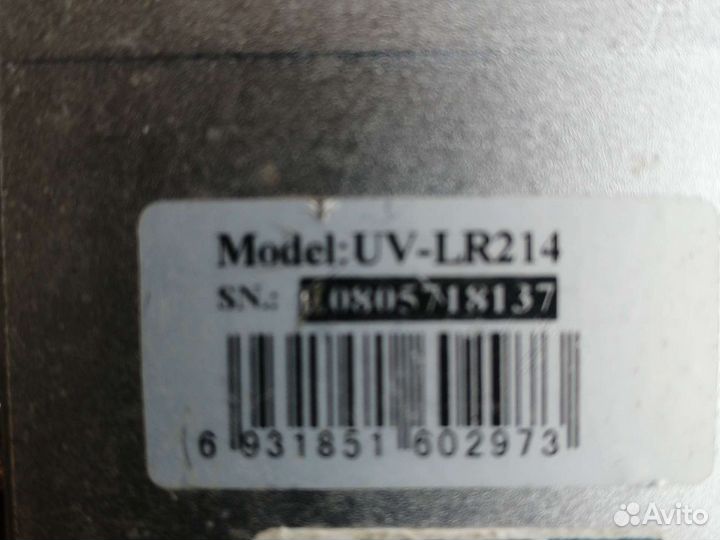 Model:UV-LR214
SN.: 10805718137
6 931851 602973
Avito